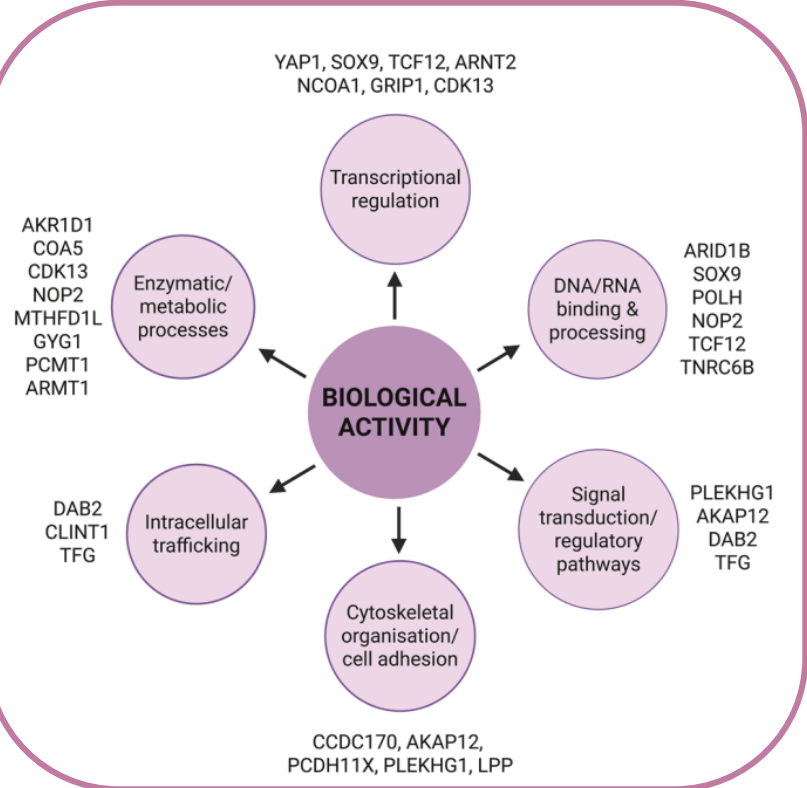 YAP1, SOX9, TCF12, ARNT2
NCOA1, GRIP1, CDK13
Transcriptional
regulation
AKR1D1
COA5
CDK13
NOP2
MTHFD1L
GYG1
PCMT1
ARMT1
Enzymatic/
metabolic
processes
DNA/RNA
binding &
processing
ARID1B
SOX9
POLH
NOP2
TCF12
TNRC6B
BIOLOGICAL
ACTIVITY
DAB2
CLINT1
TFG
Intracellular
trafficking
Signal
transduction/
regulatory
pathways
PLEKHG1
AKAP12
DAB2
TFG
Cytoskeletal
organisation/
cell adhesion
CCDC170, AKAP12,
PCDH11X, PLEKHG1, LPP